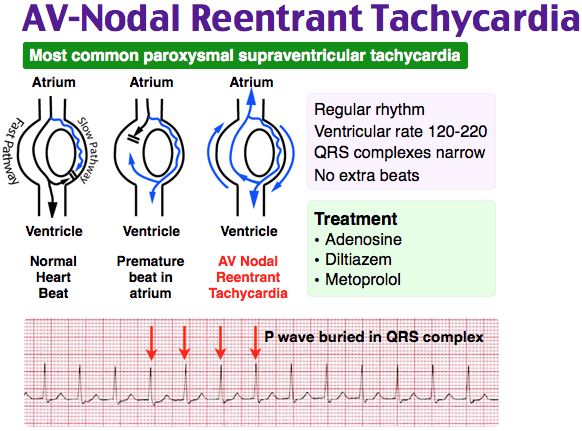 AV-Nodal Reentrant Tachycardia
Most common paroxysmal supraventricular tachycardia
Atrium
Atrium
Atrium
Fast Pathway
Slow Pathway
Ventricle
Ventricle
Ventricle
Normal
Heart
Beat
Premature
beat in
atrium
AV Nodal
Reentrant
Tachycardia
Regular rhythm
Ventricular rate 120-220
QRS complexes narrow
No extra beats
Treatment
• Adenosine
• Diltiazem
• Metoprolol
P wave buried in QRS complex